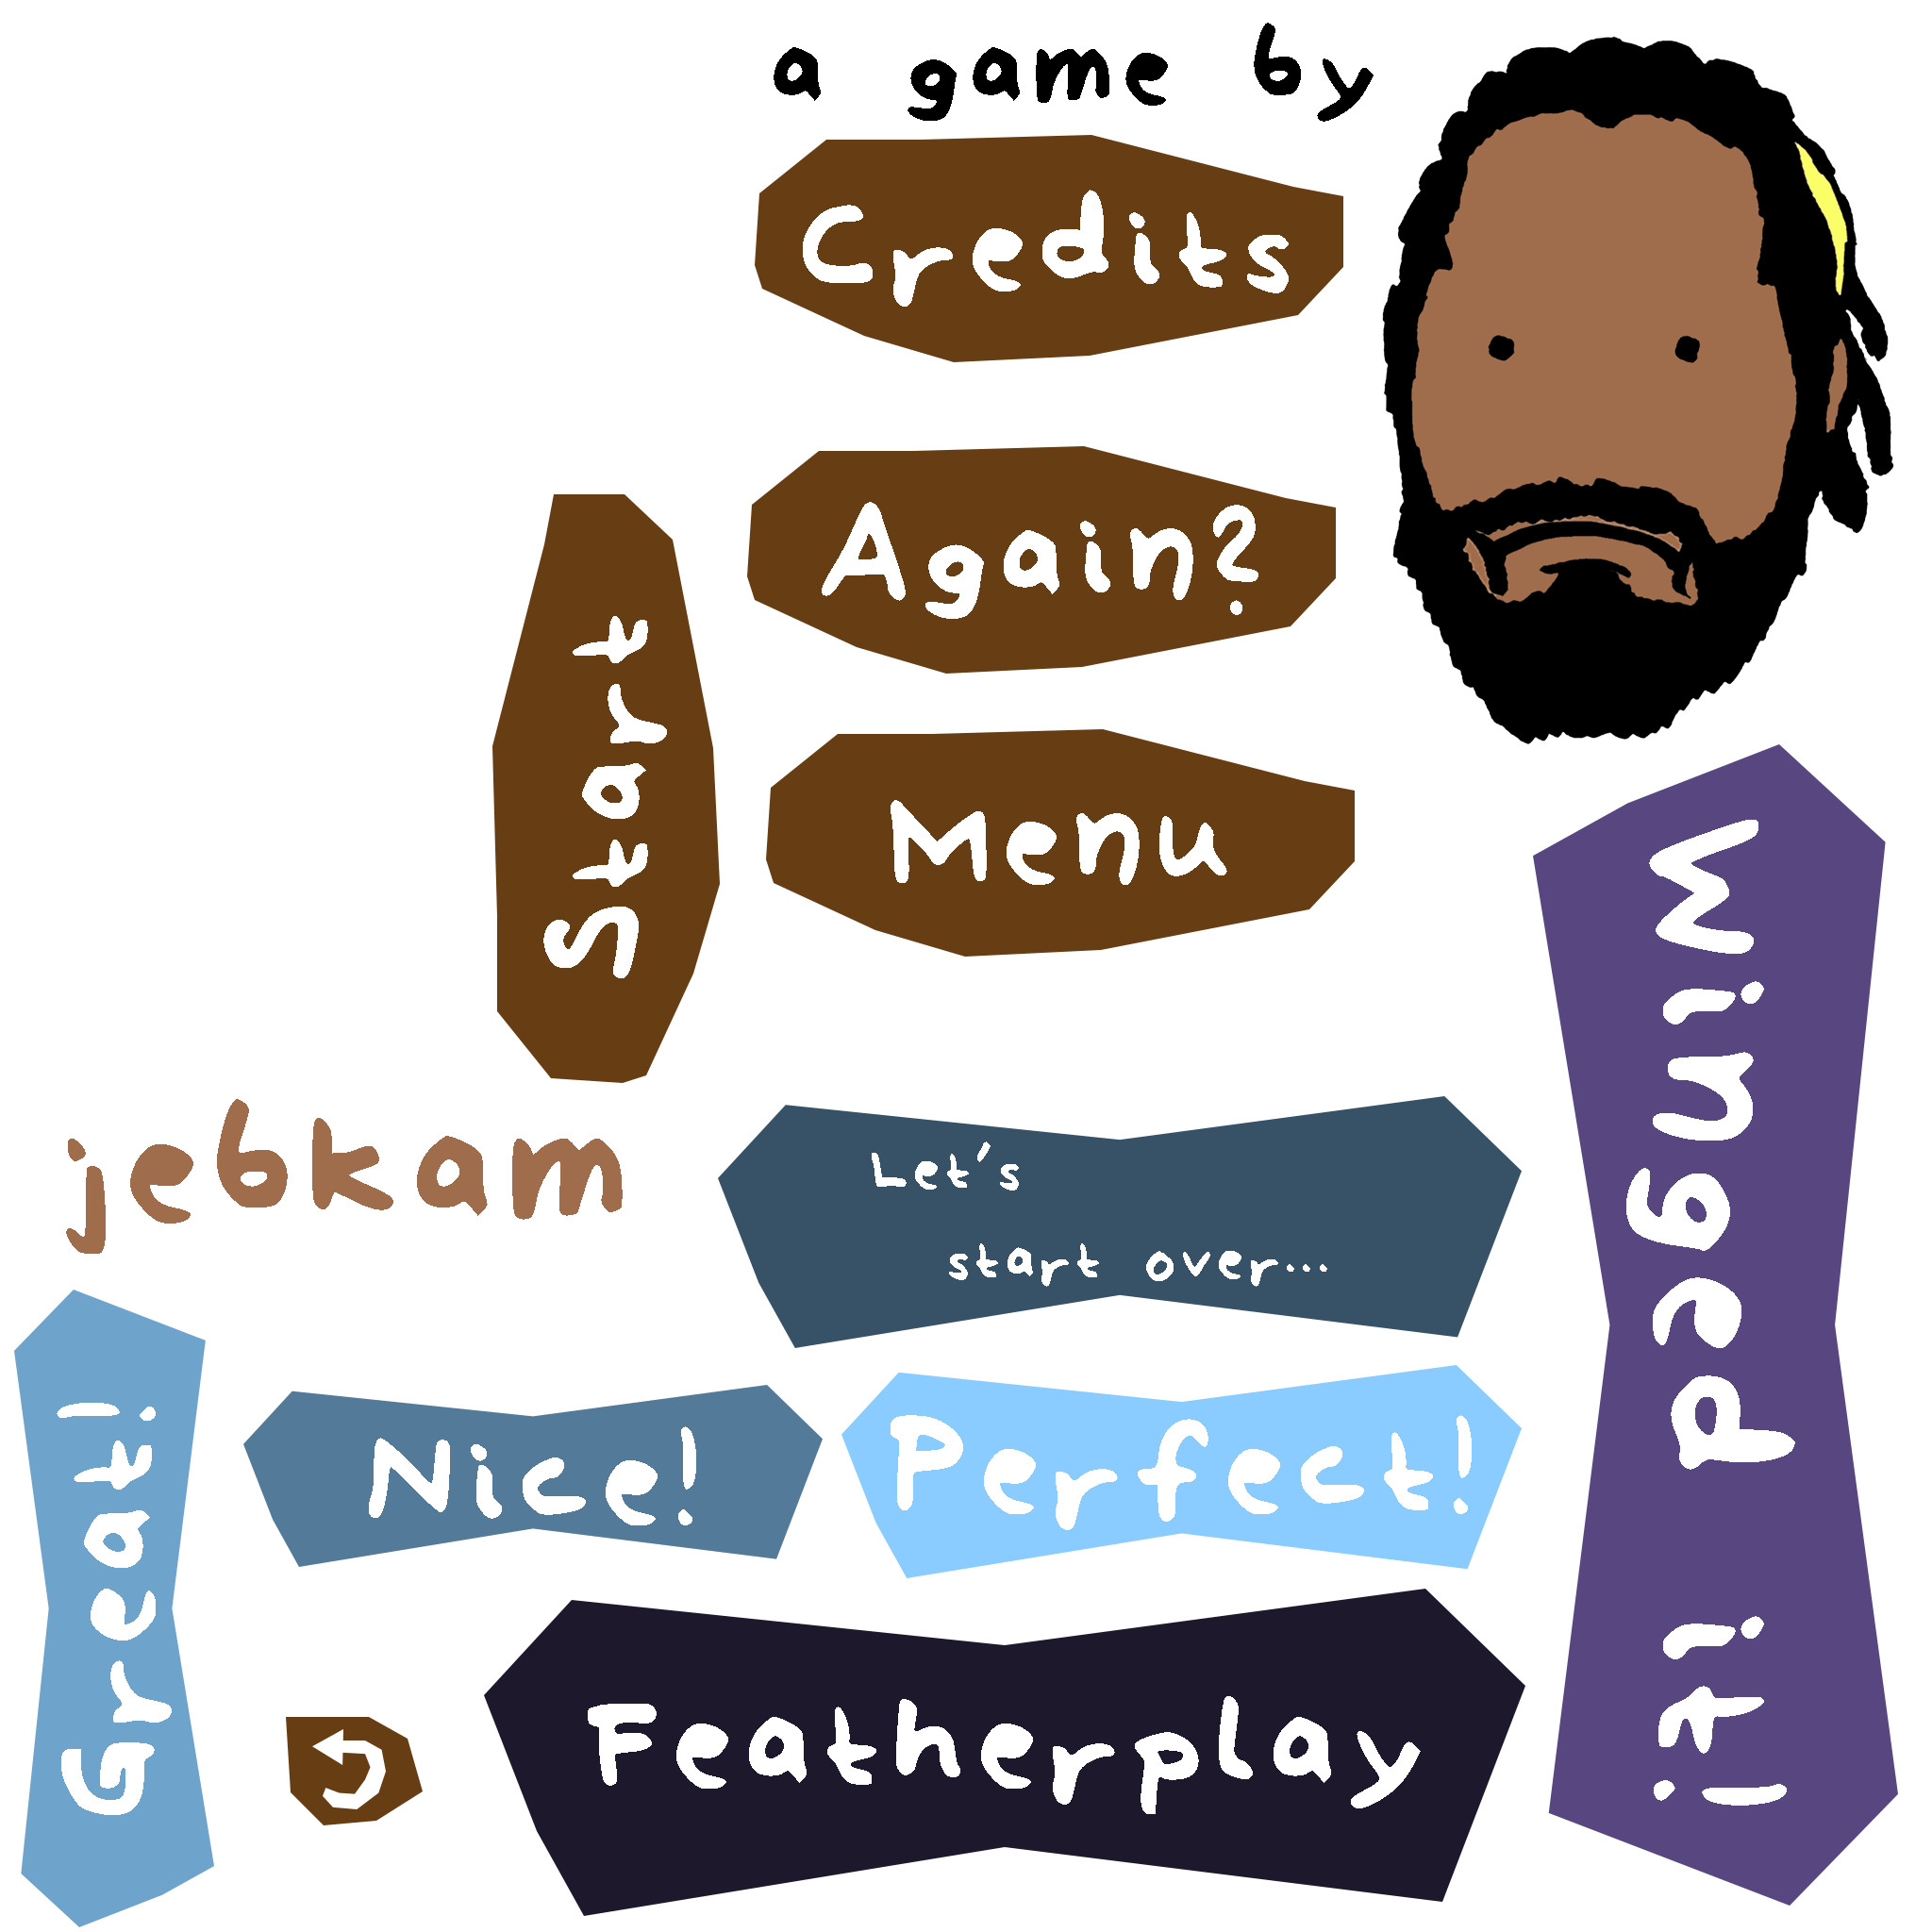 a game by
Credits
Again?
Start
Menu
Winged it!
jebkam
Let's
start over...
Great!
Nice!
Perfect!
Featherplay